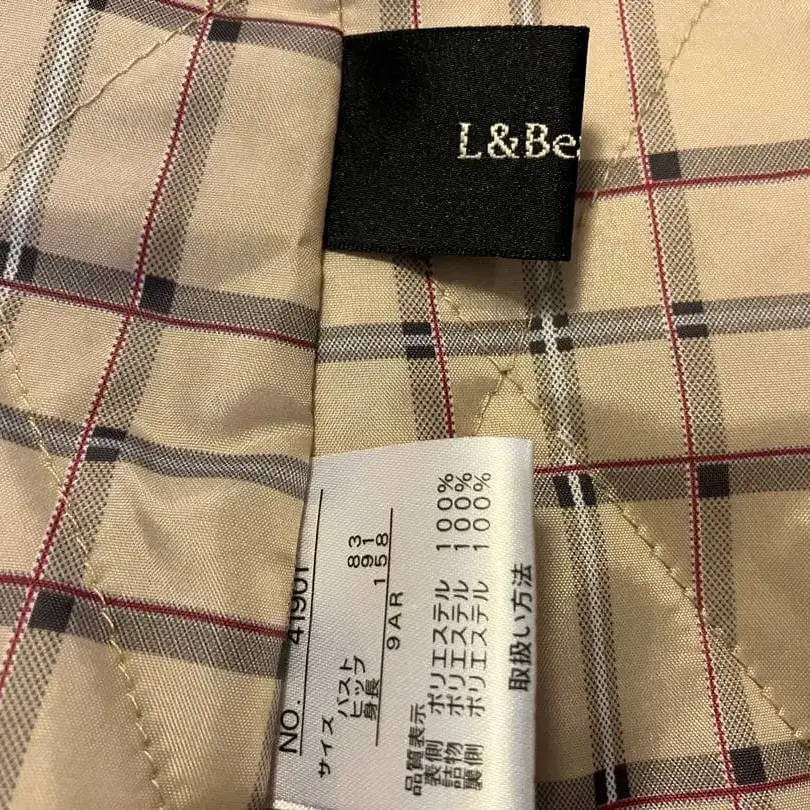 L&Be
NO. 41901
サイズ
バスト 83
ヒップ 91
身長 158
9AR
品質表示
表側 ポリエステル 100%
詰物 ポリエステル 100%
裏側 ポリエステル 100%
取扱い方法